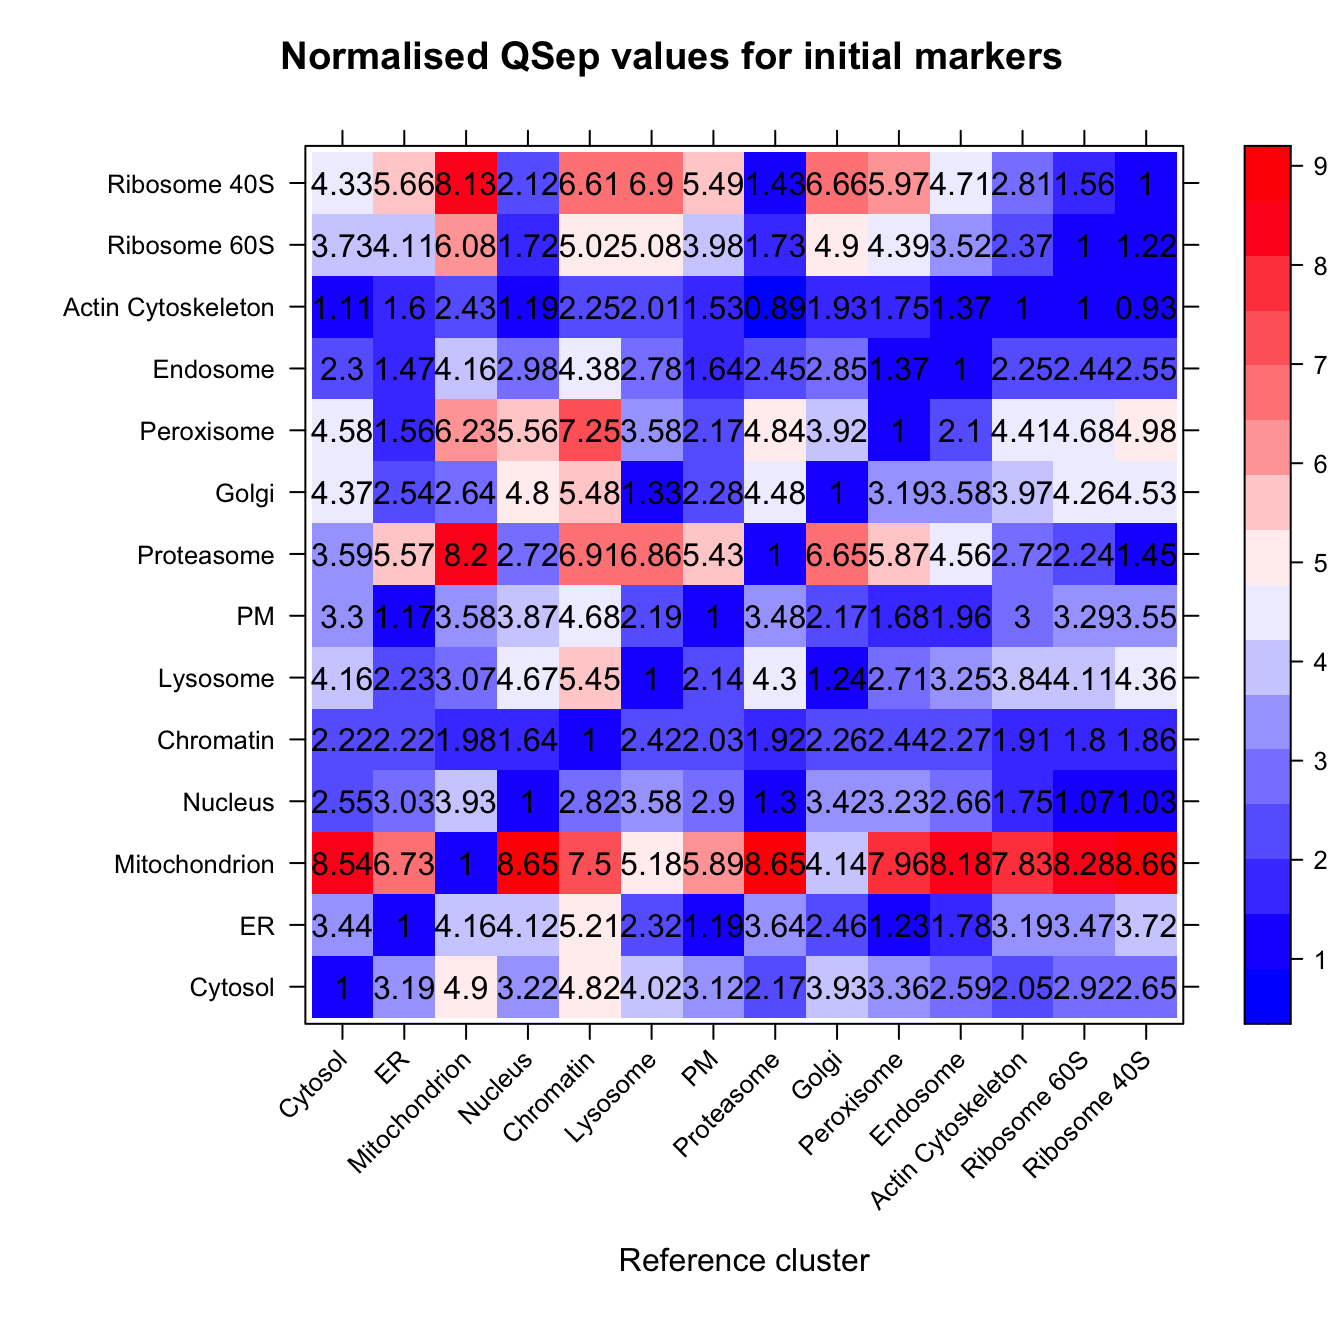 Normalised QSep values for initial markers
Ribosome 40S 4.33 5.66 8.13 2.12 6.61 6.9 5.49 1.43 6.66 5.97 4.71 2.81 1.56 1
Ribosome 60S 3.73 4.11 6.08 1.72 5.02 5.08 3.98 1.73 4.9 4.39 3.52 2.37 1 1.22
Actin Cytoskeleton 1.11 1.6 2.43 1.19 2.25 2.01 1.53 0.89 1.93 1.75 1.37 1 1 0.93
Endosome 2.3 1.47 4.16 2.98 4.38 2.78 1.64 2.45 2.85 1.37 1 2.25 2.44 2.55
Peroxisome 4.58 1.56 6.23 5.56 7.25 3.58 2.17 4.84 3.92 1 2.1 4.41 4.68 4.98
Golgi 4.37 2.54 2.64 4.8 5.48 1.33 2.28 4.48 1 3.19 3.58 3.97 4.26 4.53
Proteasome 3.59 5.57 8.2 2.72 6.91 6.86 5.43 1 6.65 5.87 4.56 2.72 2.24 1.45
PM 3.3 1.17 3.58 3.87 4.68 2.19 1 3.48 2.17 1.68 1.96 3 3.29 3.55
Lysosome 4.16 2.23 3.07 4.67 5.45 1 2.14 4.3 1.24 2.71 3.25 3.84 4.11 4.36
Chromatin 2.22 2.22 1.98 1.64 1 2.42 2.03 1.92 2.26 2.44 2.27 1.91 1.8 1.86
Nucleus 2.55 3.03 3.93 1 2.82 3.58 2.9 1.3 3.42 3.23 2.66 1.75 1.07 1.03
Mitochondrion 8.54 6.73 1 8.65 7.5 5.18 5.89 8.65 4.14 7.96 8.18 7.83 8.28 8.66
ER 3.44 1 4.16 4.12 5.21 2.32 1.19 3.64 2.46 1.23 1.78 3.19 3.47 3.72
Cytosol 1 3.19 4.9 3.22 4.82 4.02 3.12 2.17 3.93 3.36 2.59 2.05 2.92 2.65
Cytosol
ER
Mitochondrion
Nucleus
Chromatin
Lysosome
PM
Proteasome
Golgi
Peroxisome
Endosome
Actin Cytoskeleton
Ribosome 60S
Ribosome 40S
Reference cluster
9
8
7
6
5
4
3
2
1